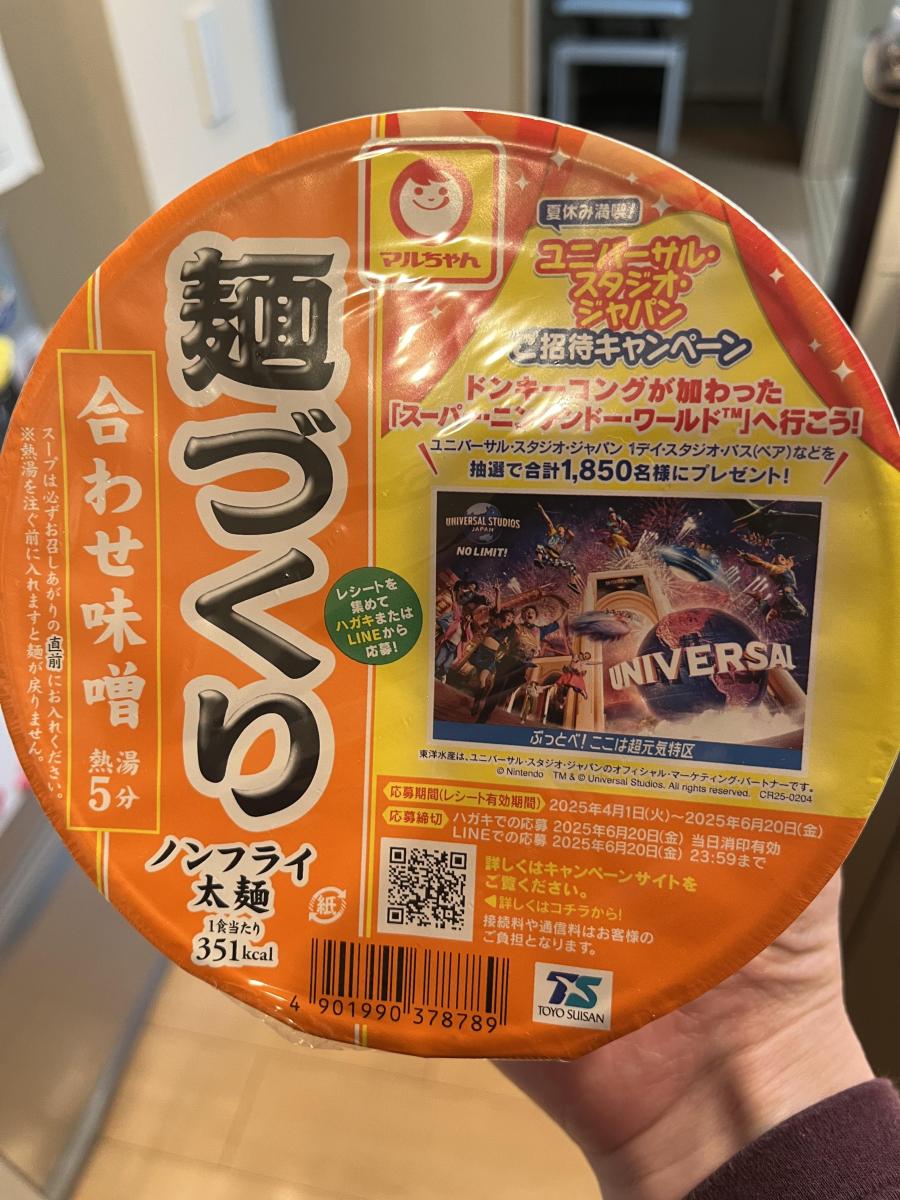 マルちゃん
麺づくり
合わせ味噌
熱湯
5分
スープは必ずお召しあがりの直前にお入れください。
※熱湯を注ぐ前に入れますと麺が戻りません。
ノンフライ
太麺
1食当たり
351kcal
紙
夏休み満喫!
ユニバーサル・
スタジオ・
ジャパン
ご招待キャンペーン
ドンキーコングが加わった
「スーパー・ニンテンドー・ワールド™」へ行こう!
ユニバーサル・スタジオ・ジャパン 1デイ・スタジオ・パス(ペア)などを
抽選で合計1,850名様にプレゼント!
レシートを
集めて
ハガキまたは
LINEから
応募!
UNIVERSAL STUDIOS
JAPAN
NO LIMIT!
UNIVERSAL
ぶっとべ!ここは超元気特区
東洋水産は、ユニバーサル・スタジオ・ジャパンのオフィシャル・マーケティング・パートナーです。
© Nintendo TM & © Universal Studios. All rights reserved. CR25-0204
応募期間(レシート有効期間) 2025年4月1日(火)~2025年6月20日(金)
応募締切 ハガキでの応募 2025年6月20日(金) 当日消印有効
LINEでの応募 2025年6月20日(金) 23:59まで
詳しくはキャンペーンサイトを
ご覧ください。
◀詳しくはコチラから!
接続料や通信料はお客様の
ご負担となります。
4 901990 378789
TS
TOYO SUISAN